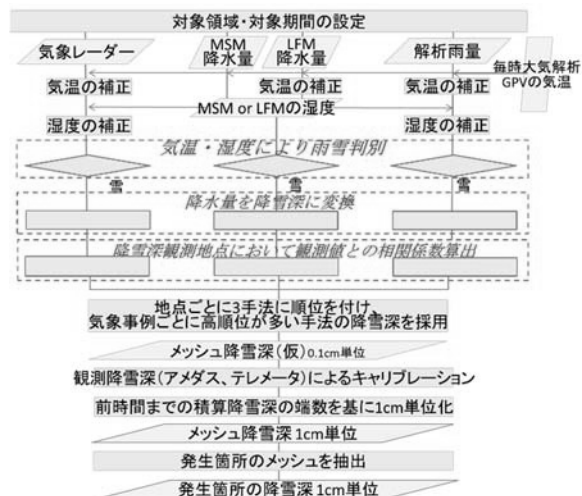 対象領域・対象期間の設定
気象レーダー
MSM
降水量
LFM
降水量
解析雨量
毎時大気解析
GPVの気温
気温の補正
気温の補正
気温の補正
MSM or LFMの湿度
湿度の補正
湿度の補正
気温・湿度により雨雪判別
雪
雪
雪
降水量を降雪深に変換
降雪深観測地点において観測値との相関係数算出
地点ごとに3手法に順位を付け、
気象事例ごとに高順位が多い手法の降雪深を採用
メッシュ降雪深(仮)0.1cm単位
観測降雪深(アメダス、テレメータ)によるキャリブレーション
前時間までの積算降雪深の端数を基に1cm単位化
メッシュ降雪深1cm単位
発生箇所のメッシュを抽出
発生箇所の降雪深1cm単位